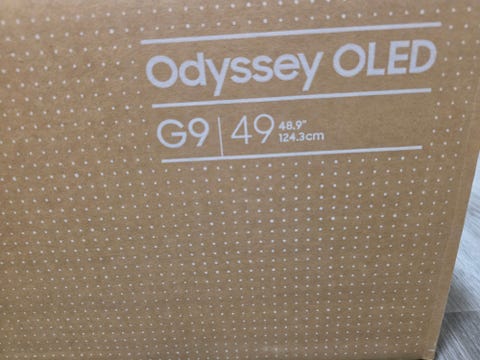 Odyssey OLED
G9 | 49 48.9"
124.3cm